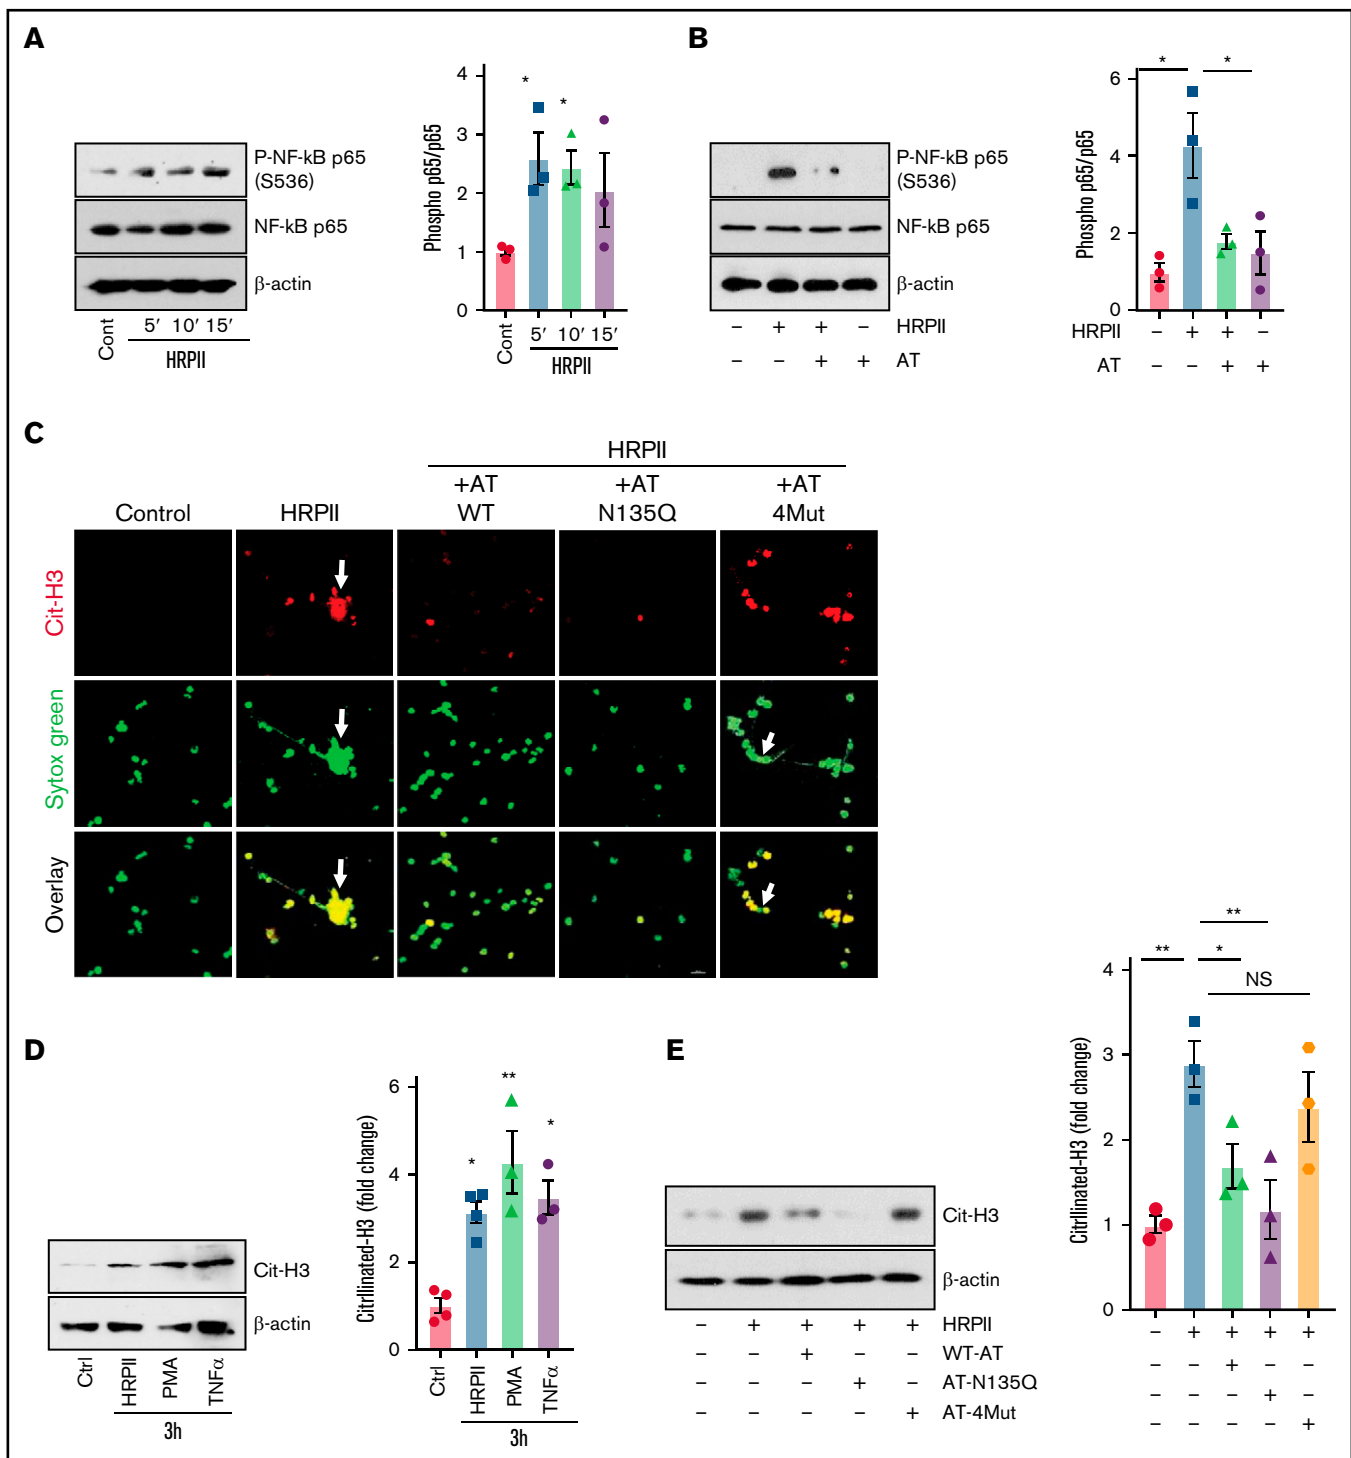 A
P-NF-kB p65
(S536)
NF-kB p65
β-actin
Cont
5′ 10′ 15′
HRPII
Phospho p65/p65
4
3
2
1
0
* *
Cont
5′ 10′ 15′
HRPII
B
P-NF-kB p65
(S536)
NF-kB p65
β-actin
– + + – HRPII
– – + + AT
Phospho p65/p65
6
4
2
0
* *
HRPII – + + –
AT – – + +
C
HRPII
+AT +AT +AT
Control HRPII WT N135Q 4Mut
Cit-H3
Sytox green
Overlay
D
Cit-H3
β-actin
Ctrl HRPII PMA TNFα
3h
Citrllinated-H3 (fold change)
6
4
2
0
* ** *
Ctrl HRPII PMA TNFα
3h
E
Cit-H3
β-actin
– + + + + HRPII
– – + – – WT-AT
– – – + – AT-N135Q
– – – – + AT-4Mut
Citrllinated-H3 (fold change)
4
3
2
1
0
**
** *
NS
– + + + +
– – + – –
– – – + –
– – – – +